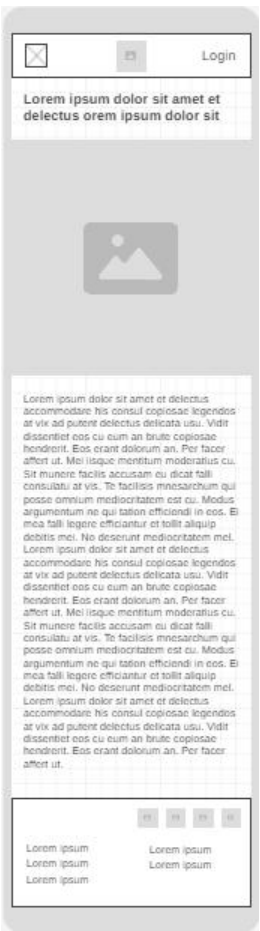 Login
Lorem ipsum dolor sit amet et
delectus orem ipsum dolor sit
Lorem ipsum dolor sit amet et delectus
accommodare his consul copiosae legendos
at vix ad putent delectus delicata usu. Vidit
dissentiet eos cu eum an brute copiosae
hendrerit. Eos erant dolorum an. Per facer
affert ut. Mei iisque mentitum moderatius cu.
Sit munere facilis accusam eu dicat falli
consulatu at vis. Te facilisis mnesarchum qui
posse omnium mediocritatem est cu. Modus
argumentum ne qui tation efficiendi in eos. Ei
mea falli legere efficiantur et tollit aliquip
debitis mei. No deserunt mediocritatem mel.
Lorem ipsum dolor sit amet et delectus
accommodare his consul copiosae legendos
at vix ad putent delectus delicata usu. Vidit
dissentiet eos cu eum an brute copiosae
hendrerit. Eos erant dolorum an. Per facer
affert ut. Mei iisque mentitum moderatius cu.
Sit munere facilis accusam eu dicat falli
consulatu at vis. Te facilisis mnesarchum qui
posse omnium mediocritatem est cu. Modus
argumentum ne qui tation efficiendi in eos. Ei
mea falli legere efficiantur et tollit aliquip
debitis mei. No deserunt mediocritatem mel.
Lorem ipsum dolor sit amet et delectus
accommodare his consul copiosae legendos
at vix ad putent delectus delicata usu. Vidit
dissentiet eos cu eum an brute copiosae
hendrerit. Eos erant dolorum an. Per facer
affert ut.
Lorem ipsum
Lorem ipsum
Lorem ipsum
Lorem ipsum
Lorem ipsum